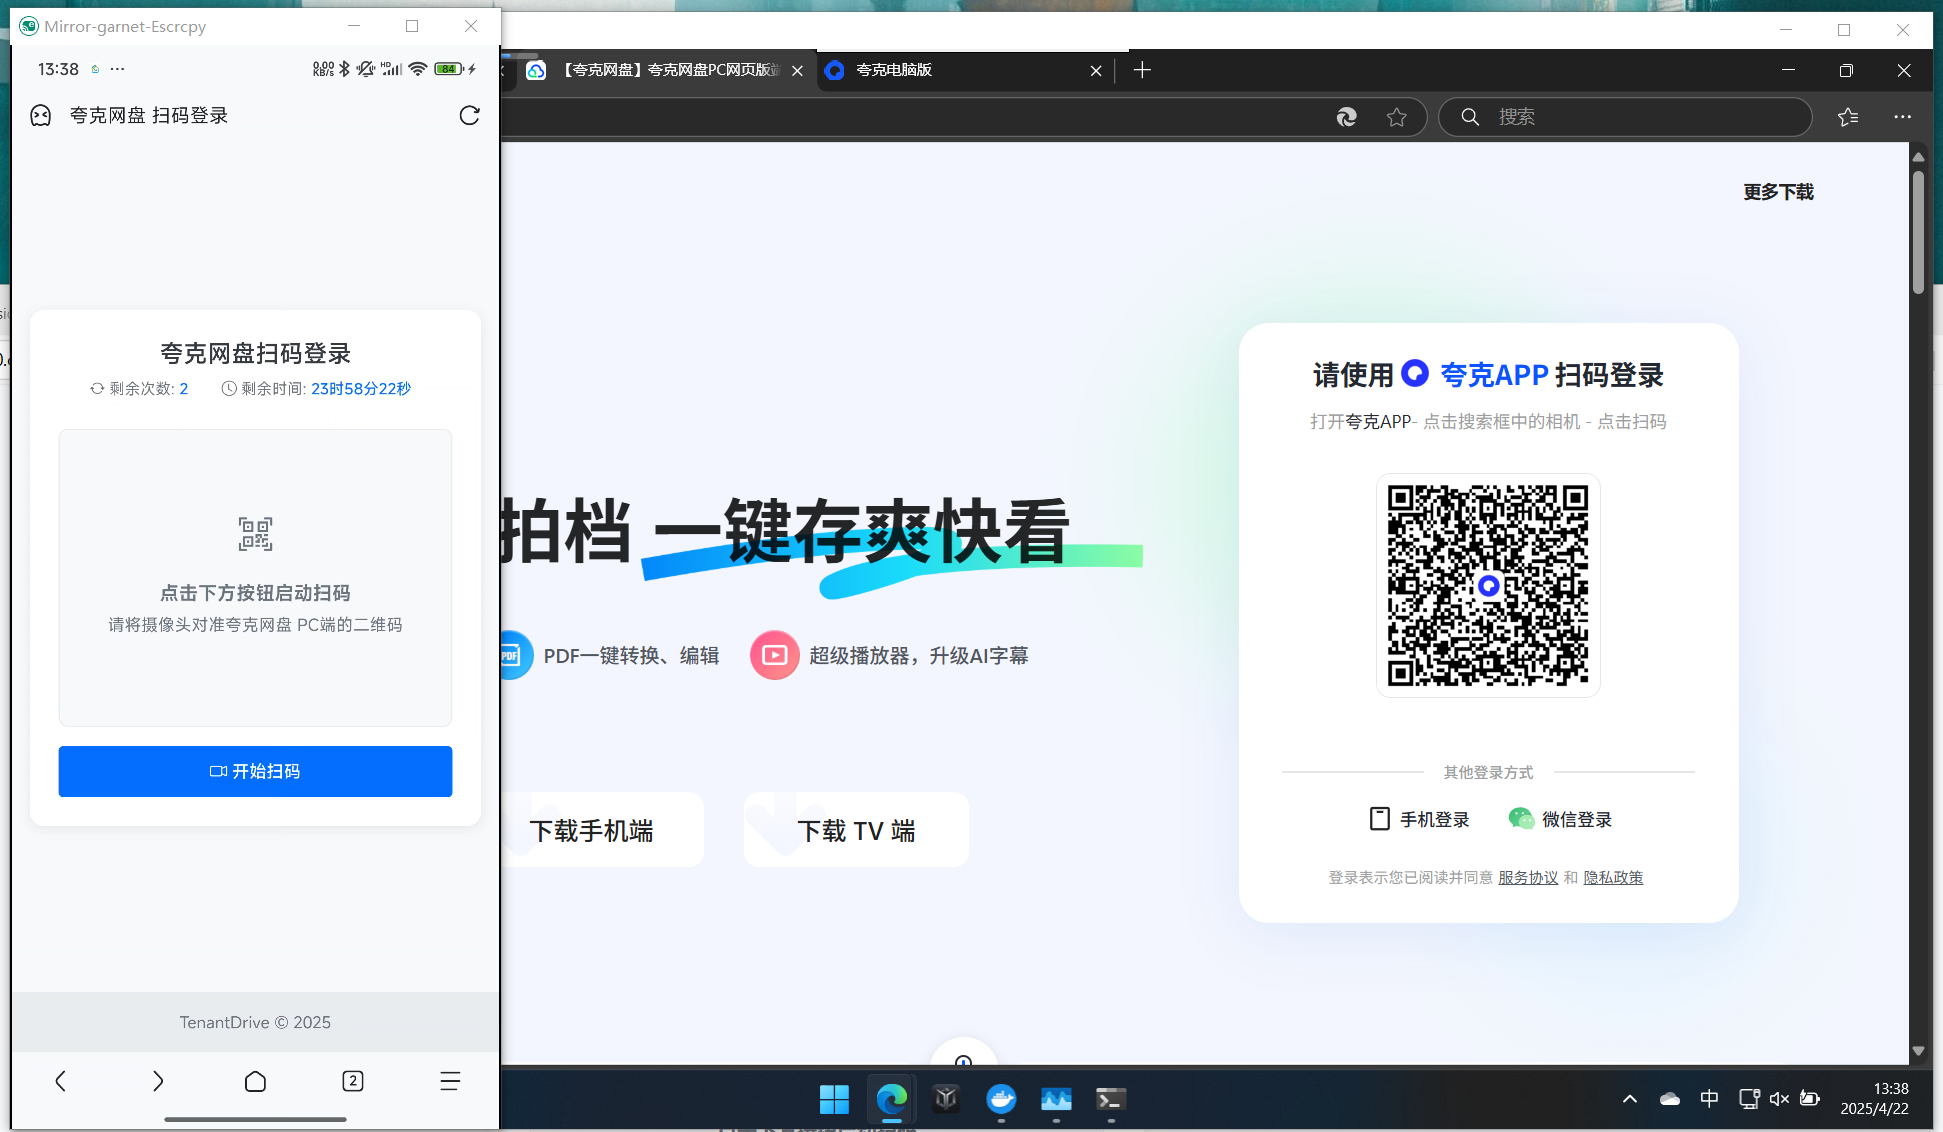 Mirror-garnet-Escrcpy
13:38
0.00 KB/s
HD
84
夸克网盘 扫码登录
夸克网盘扫码登录
剩余次数: 2 剩余时间: 23时58分22秒
点击下方按钮启动扫码
请将摄像头对准夸克网盘 PC端的二维码
开始扫码
TenantDrive © 2025
2
【夸克网盘】夸克网盘PC网页版
夸克电脑版
搜索
更多下载
拍档 一键存爽快看
PDF
PDF一键转换、编辑
超级播放器，升级AI字幕
下载手机端
下载 TV 端
请使用 夸克APP 扫码登录
打开夸克APP- 点击搜索框中的相机 - 点击扫码
其他登录方式
手机登录
微信登录
登录表示您已阅读并同意 服务协议 和 隐私政策
中
13:38
2025/4/22